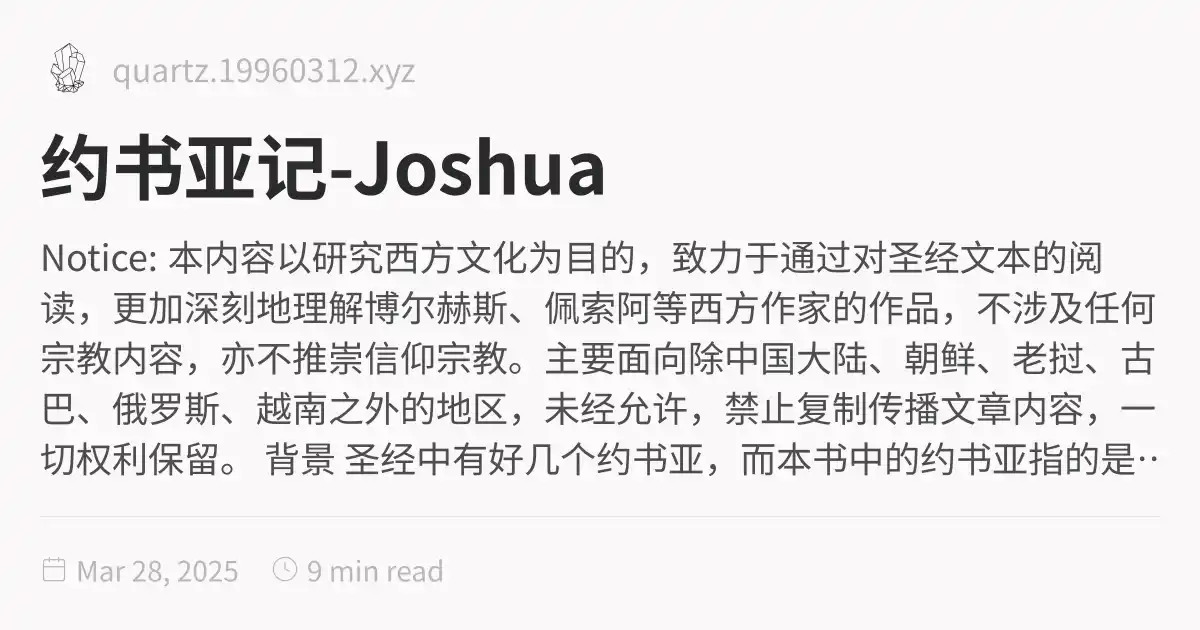 quartz.19960312.xyz
约书亚记-Joshua
Notice: 本内容以研究西方文化为目的，致力于通过对圣经文本的阅
读，更加深刻地理解博尔赫斯、佩索阿等西方作家的作品，不涉及任何
宗教内容，亦不推崇信仰宗教。主要面向除中国大陆、朝鲜、老挝、古
巴、俄罗斯、越南之外的地区，未经允许，禁止复制传播文章内容，一
切权利保留。 背景 圣经中有好几个约书亚，而本书中的约书亚指的是··
Mar 28, 2025 9 min read